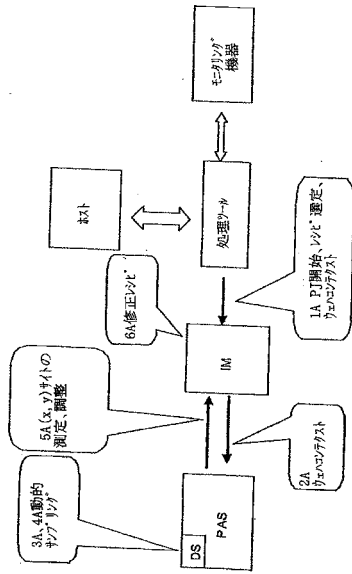 3A、4A動的
サンプリング
DS
PAS
5A(x, y)サイトの
測定、調整
2A
ウェハコンテクスト
6A修正レシピ
IM
ホスト
処理ツール
1A PJ開始、レシピ選定、
ウェハコンテクスト
モニタリング
機器